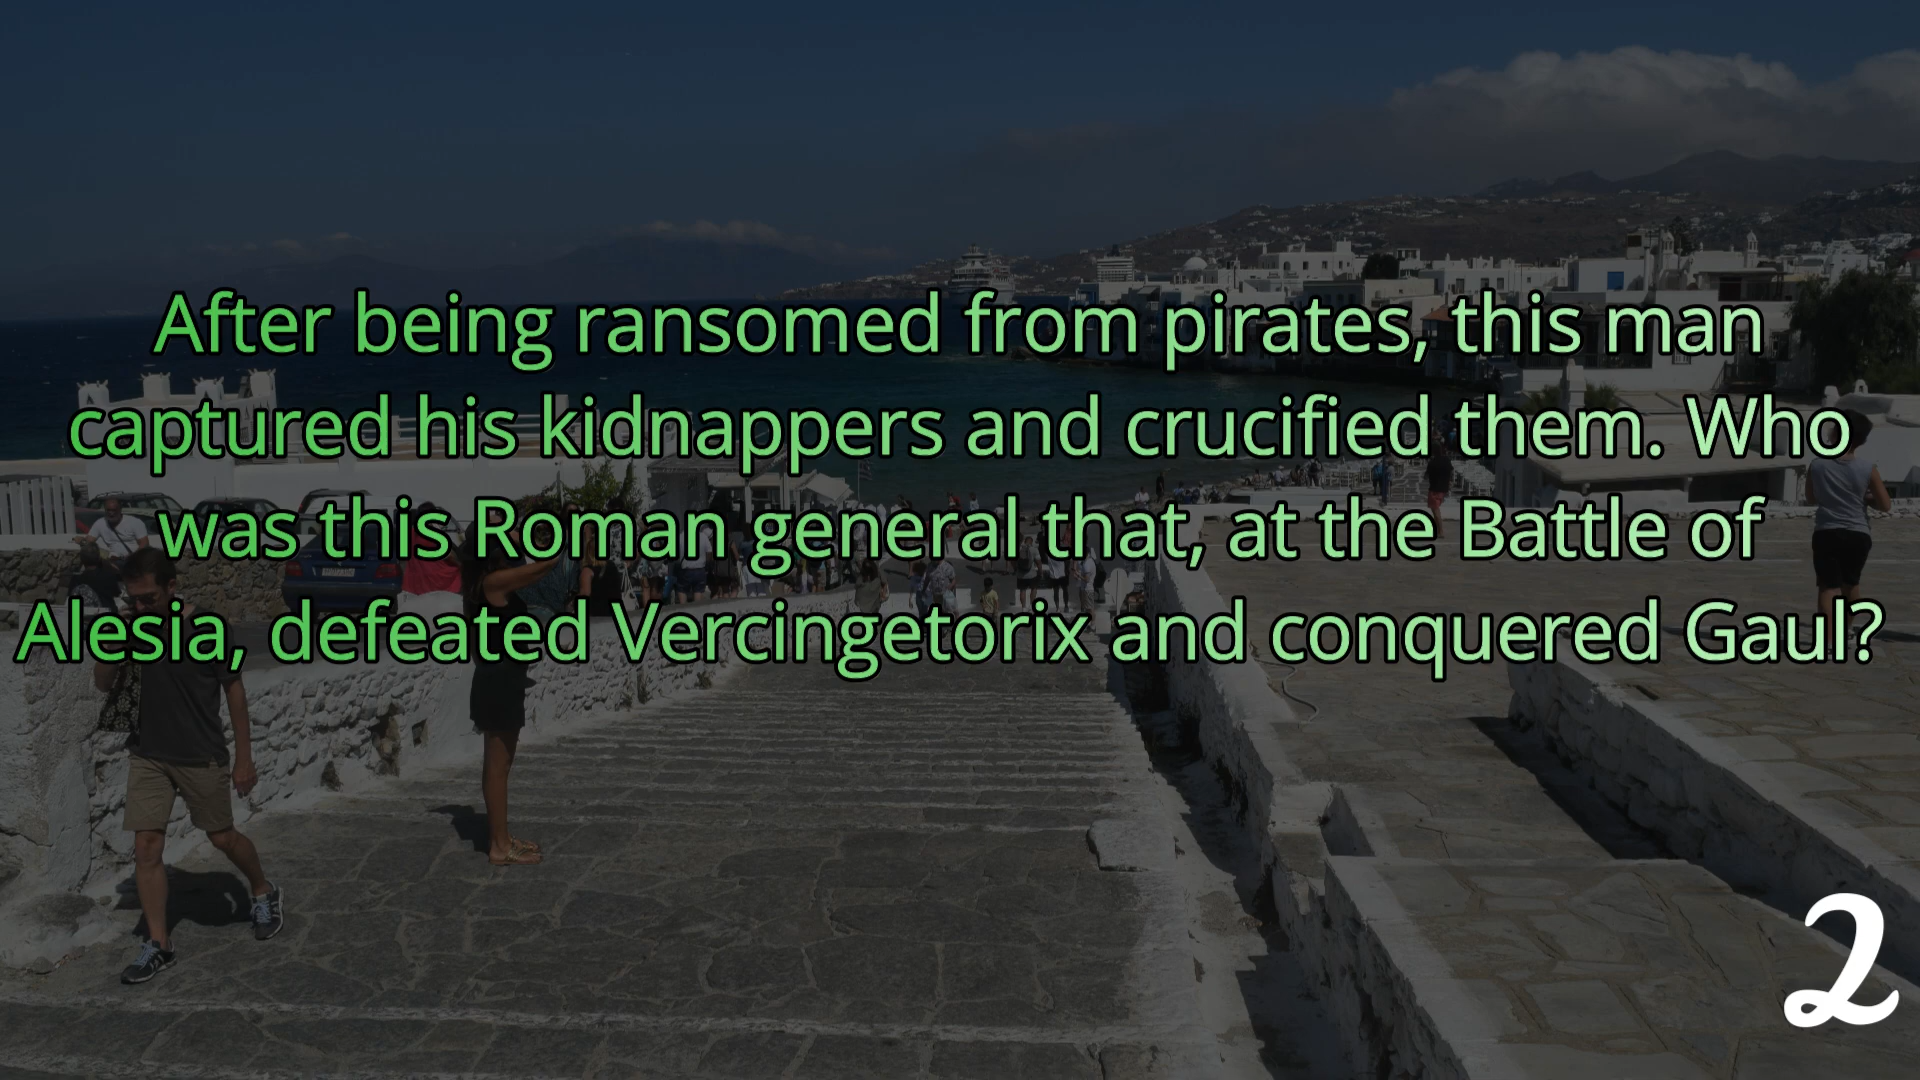 After being ransomed from pirates, this man
captured his kidnappers and crucified them. Who
was this Roman general that, at the Battle of
Alesia, defeated Vercingetorix and conquered Gaul?
2